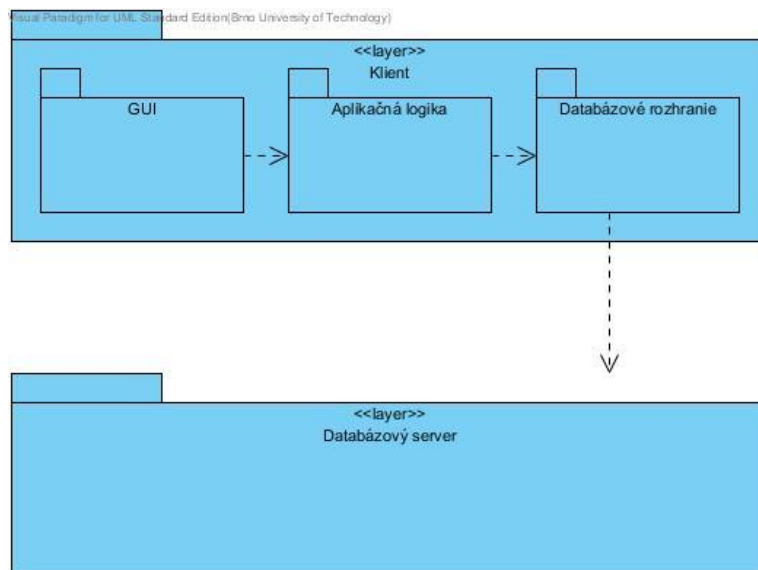 Visual Paradigm for UML Standard Edition(Brno University of Technology)
<<layer>>
Klient
GUI
Aplikačná logika
Databázové rozhranie
<<layer>>
Databázový server